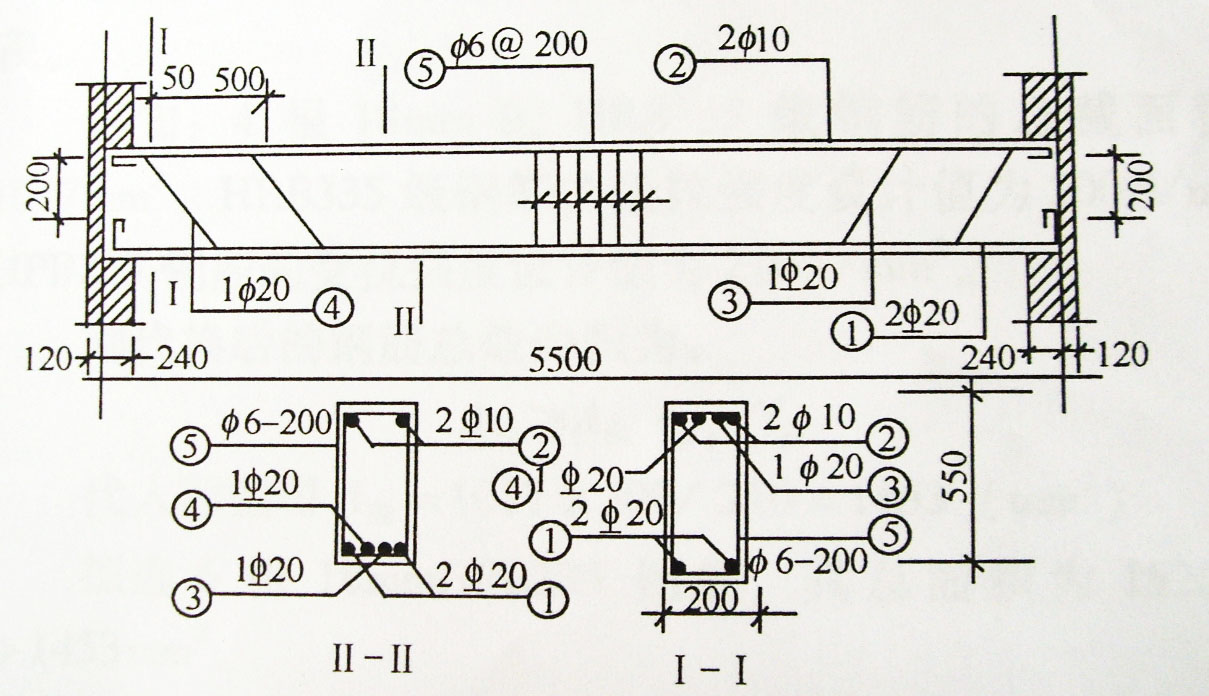 I
II
⑤ ϕ6@ 200
② 2ϕ10
50 500
200
200
I
1ϕ20 ④
II
③ 1Φ20
① 2Φ20
120 240
5500
240 120
⑤ ϕ6-200
2Φ10 ②
④ 1Φ20
③ 1Φ20
2Φ20 ①
II-II
2ϕ10 ②
④ 1Φ20
1ϕ20 ③
① 2Φ20
⑤ ϕ6-200
550
200
I-I